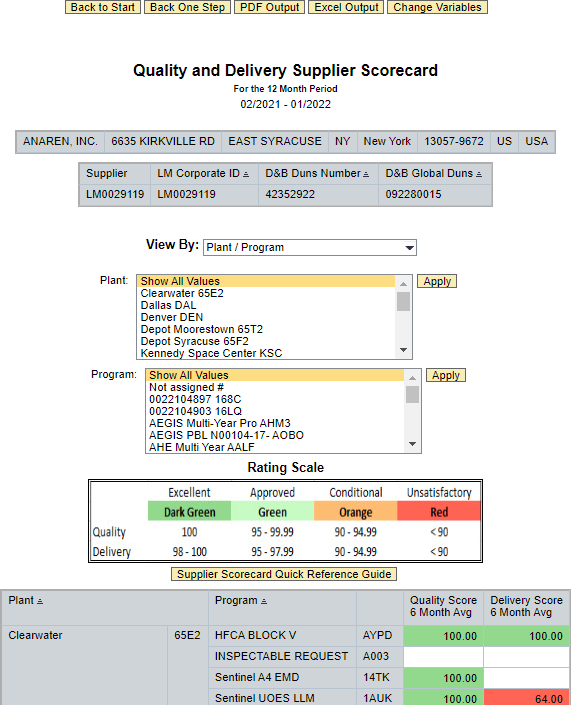 Back to Start Back One Step PDF Output Excel Output Change Variables
Quality and Delivery Supplier Scorecard
For the 12 Month Period
02/2021 - 01/2022
ANAREN, INC. 6635 KIRKVILLE RD EAST SYRACUSE NY New York 13057-9672 US USA
Supplier LM Corporate ID D&B Duns Number D&B Global Duns
LM0029119 LM0029119 42352922 092280015
View By: Plant / Program
Plant: Show All Values Apply
Clearwater 65E2
Dallas DAL
Denver DEN
Depot Moorestown 65T2
Depot Syracuse 65F2
Kennedy Space Center KSC
Program: Show All Values Apply
Not assigned #
0022104897 168C
0022104903 16LQ
AEGIS Multi-Year Pro AHM3
AEGIS PBL N00104-17- AOBO
AHE Multi Year AALF
Rating Scale
Excellent Approved Conditional Unsatisfactory
Dark Green Green Orange Red
Quality 100 95 - 99.99 90 - 94.99 < 90
Delivery 98 - 100 95 - 97.99 90 - 94.99 < 90
Supplier Scorecard Quick Reference Guide
Plant Program Quality Score Delivery Score
6 Month Avg 6 Month Avg
Clearwater 65E2 HFCA BLOCK V AYPD 100.00 100.00
INSPECTABLE REQUEST A003
Sentinel A4 EMD 14TK 100.00
Sentinel UOES LLM 1AUK 100.00 64.00